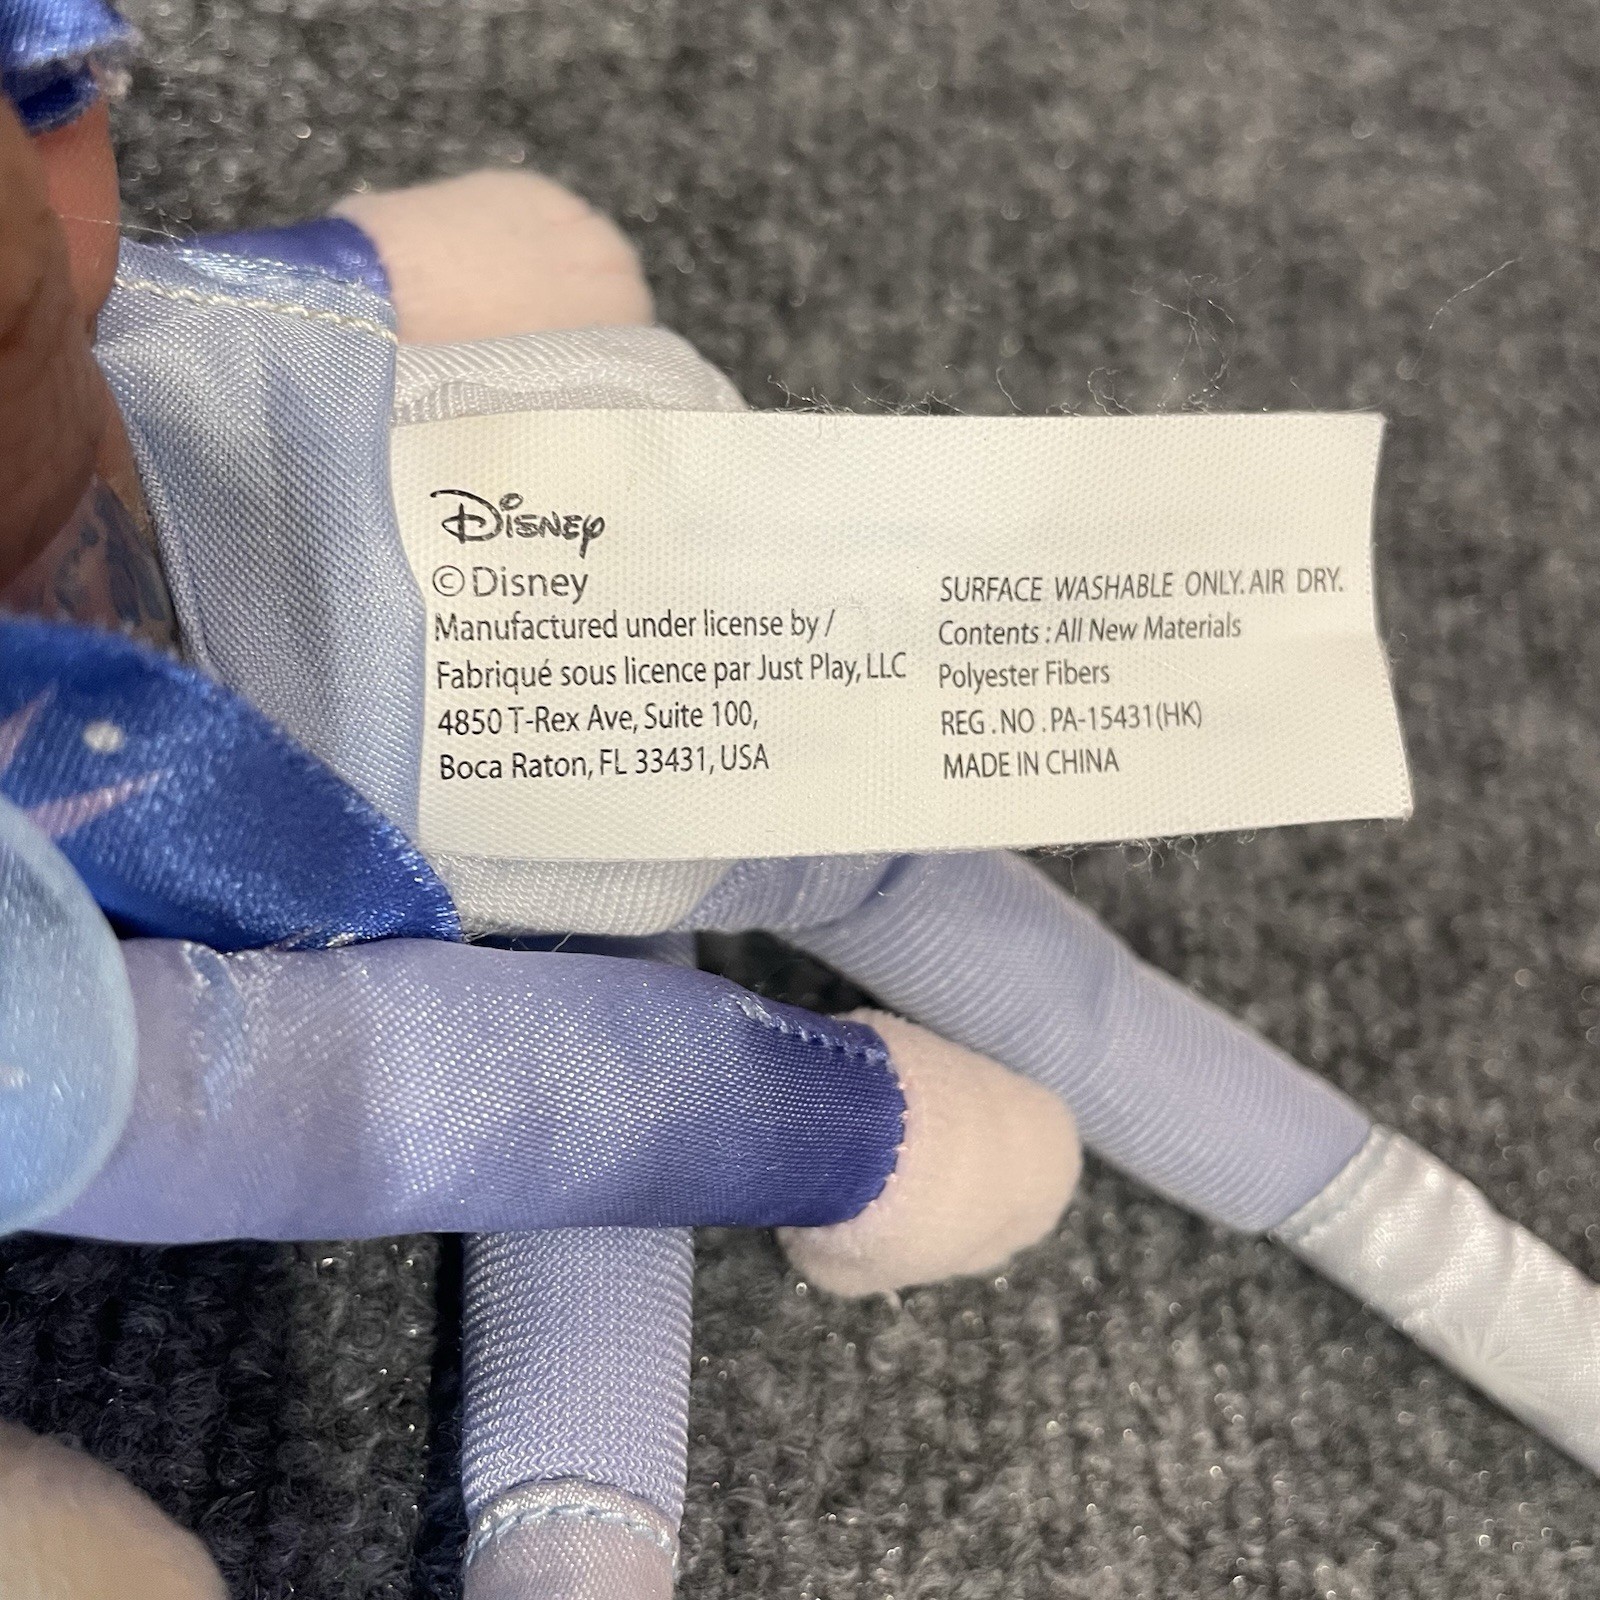 Disney
©Disney
Manufactured under license by /
Fabriqué sous licence par Just Play, LLC
4850 T-Rex Ave, Suite 100,
Boca Raton, FL 33431, USA
SURFACE WASHABLE ONLY. AIR DRY.
Contents : All New Materials
Polyester Fibers
REG . NO . PA-15431(HK)
MADE IN CHINA